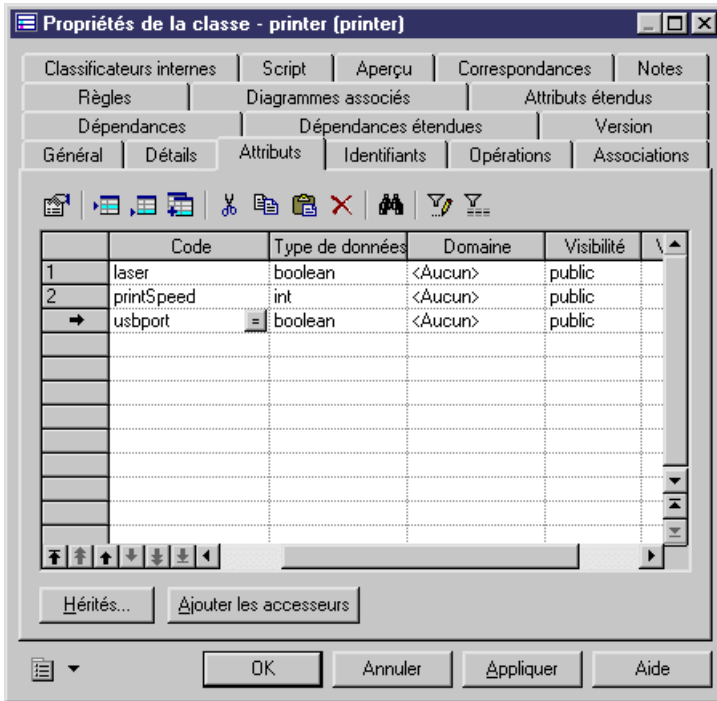 Propriétés de la classe - printer (printer)
Classificateurs internes Script Aperçu Correspondances Notes
Règles Diagrammes associés Attributs étendus
Dépendances Dépendances étendues Version
Général Détails Attributs Identifiants Opérations Associations
Code Type de données Domaine Visibilité
1 laser boolean <Aucun> public
2 printSpeed int <Aucun> public
usbport = boolean <Aucun> public
Hérités... Ajouter les accesseurs
OK Annuler Appliquer Aide